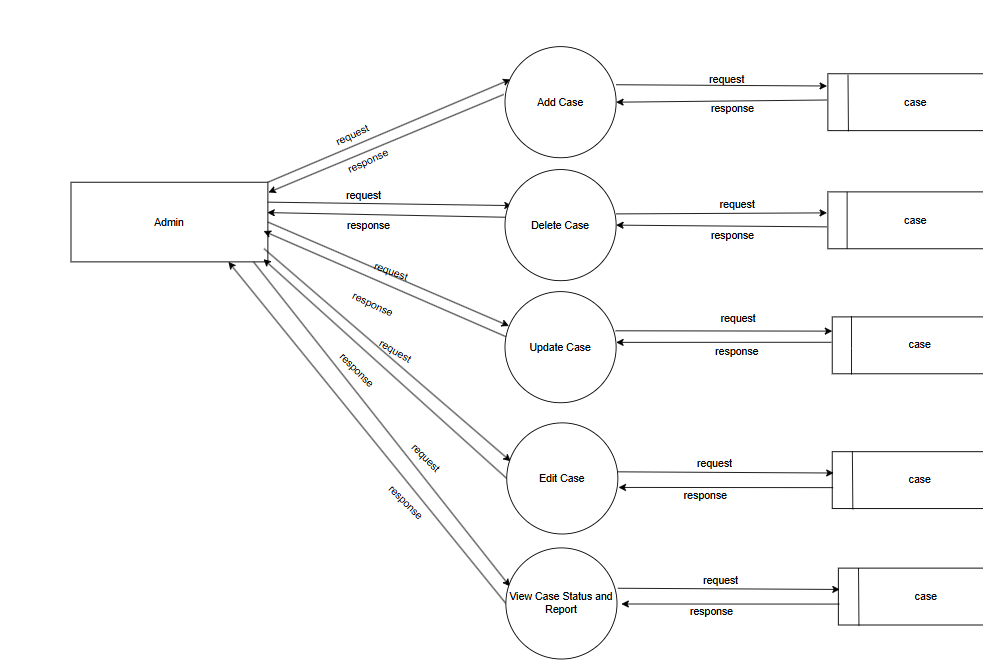 request
Add Case
case
request
response
response
request
request
Admin
Delete Case
case
response
response
request
request
response
Update Case
case
response
request
response
request
Edit Case
case
request
response
response
request
View Case Status and
Report
case
response